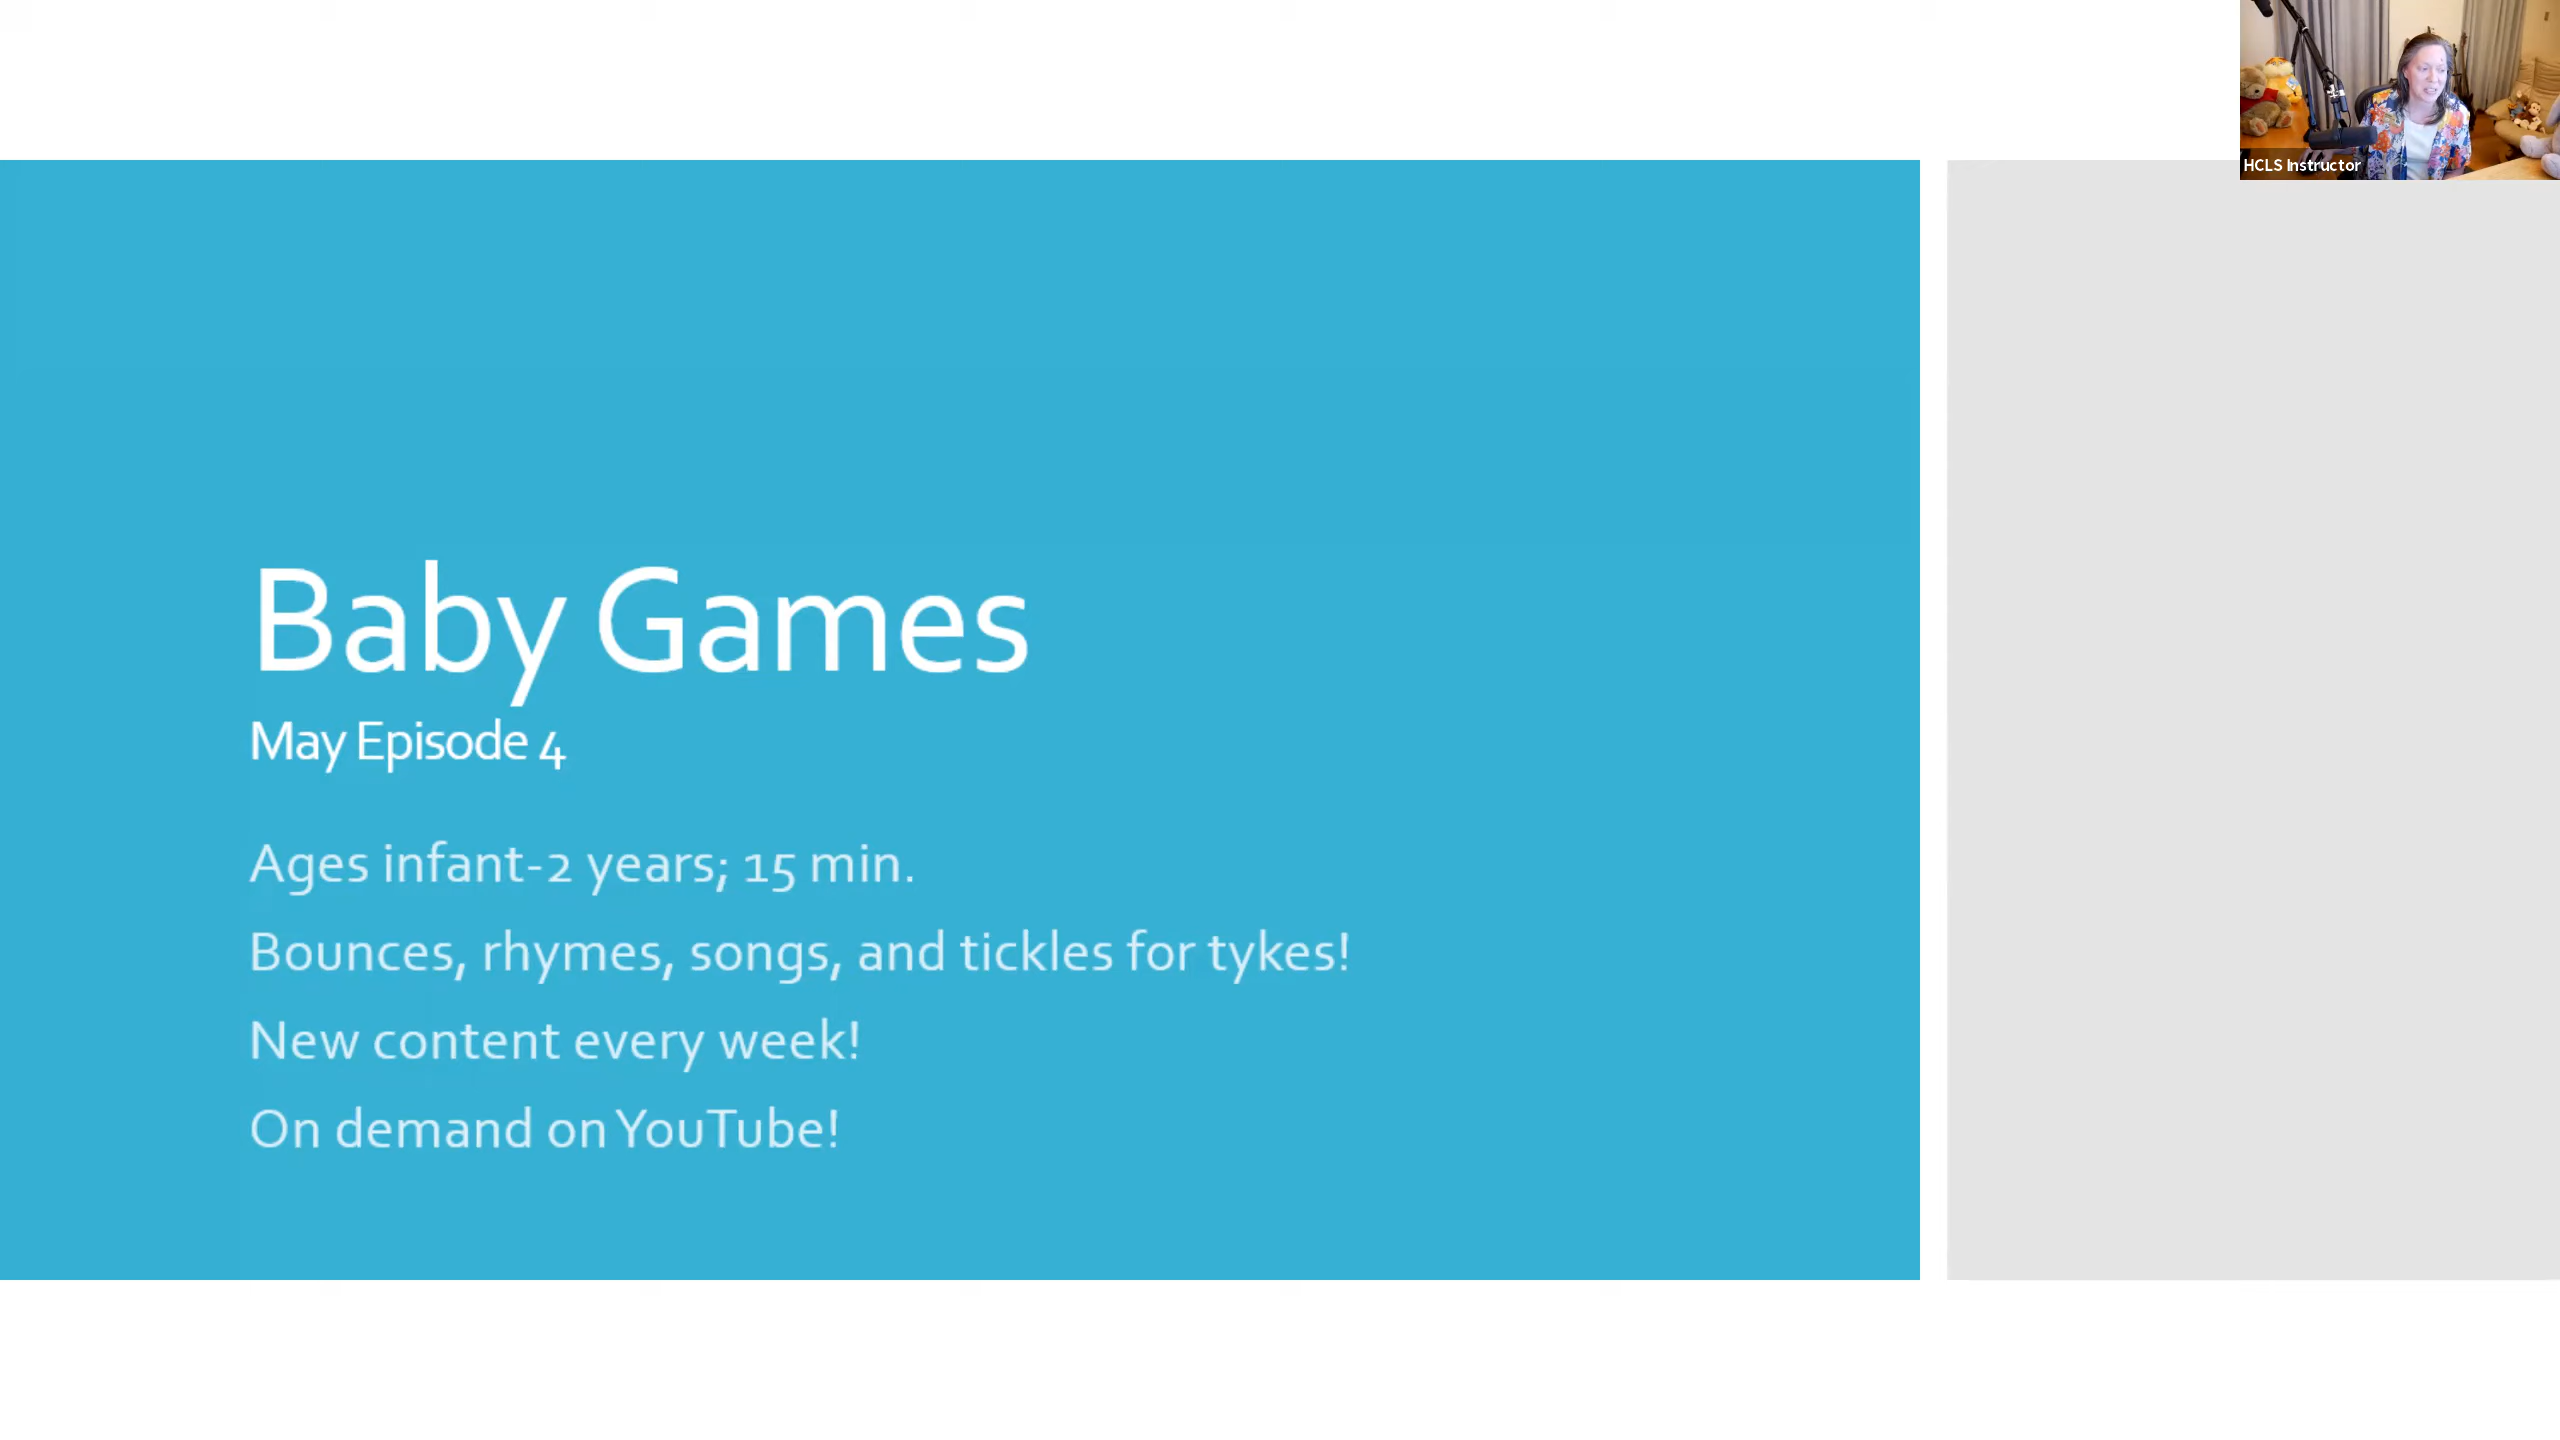 HCLS Instructor
Baby Games
May Episode 4
Ages infant-2 years; 15 min.
Bounces, rhymes, songs, and tickles for tykes!
New content every week!
On demand on YouTube!